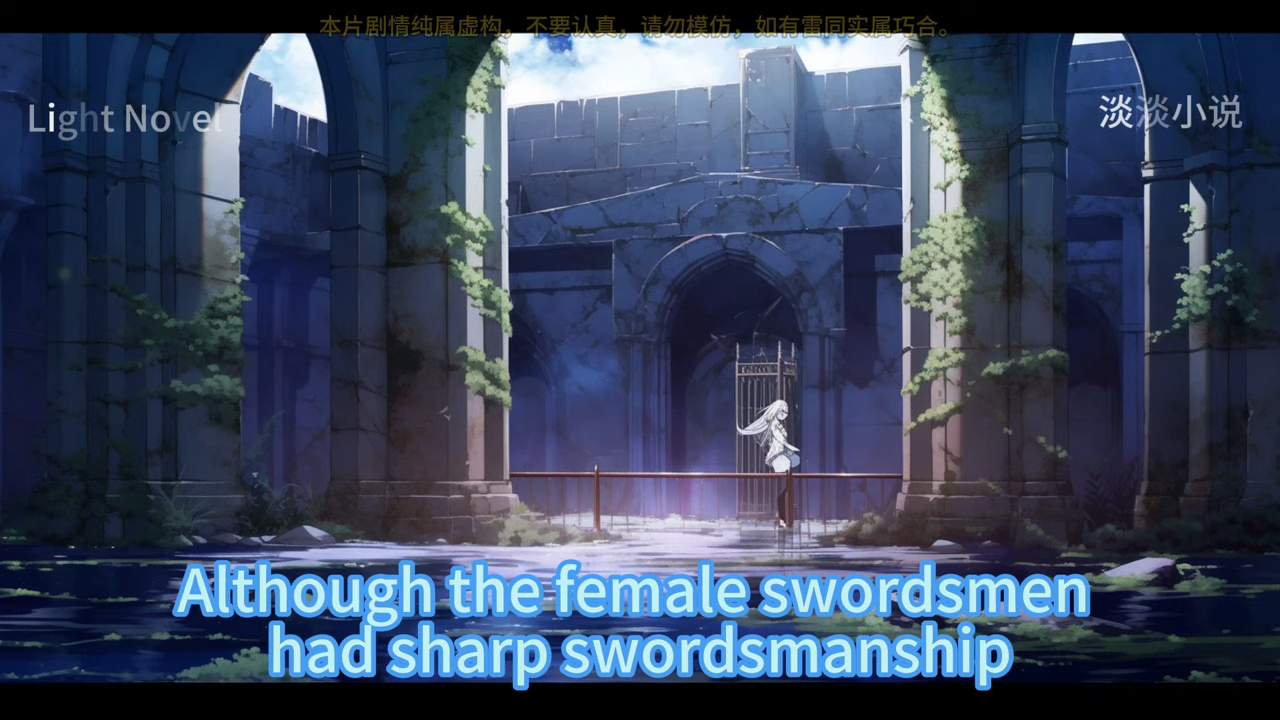 本片剧情纯属虚构，不要认真，请勿模仿，如有雷同实属巧合。
Light Novel
淡淡小说
Although the female swordsmen
had sharp swordsmanship